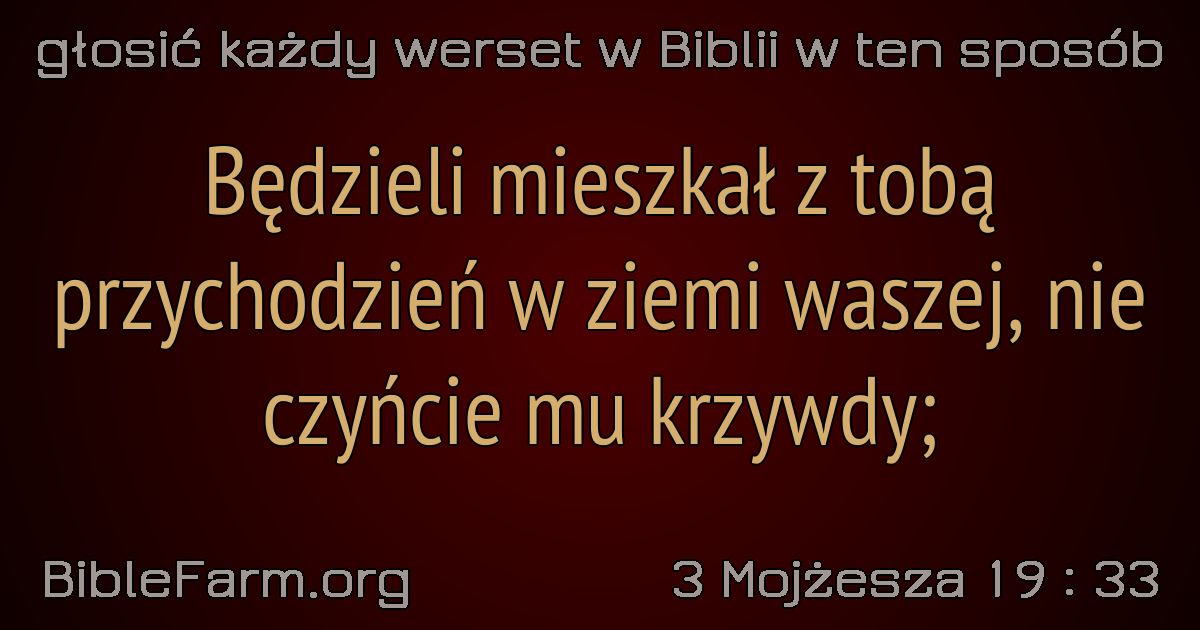 głosić każdy werset w Biblii w ten sposób
Będzieli mieszkał z tobą
przychodzień w ziemi waszej, nie
czyńcie mu krzywdy;
BibleFarm.org
3 Mojżesza 19 : 33